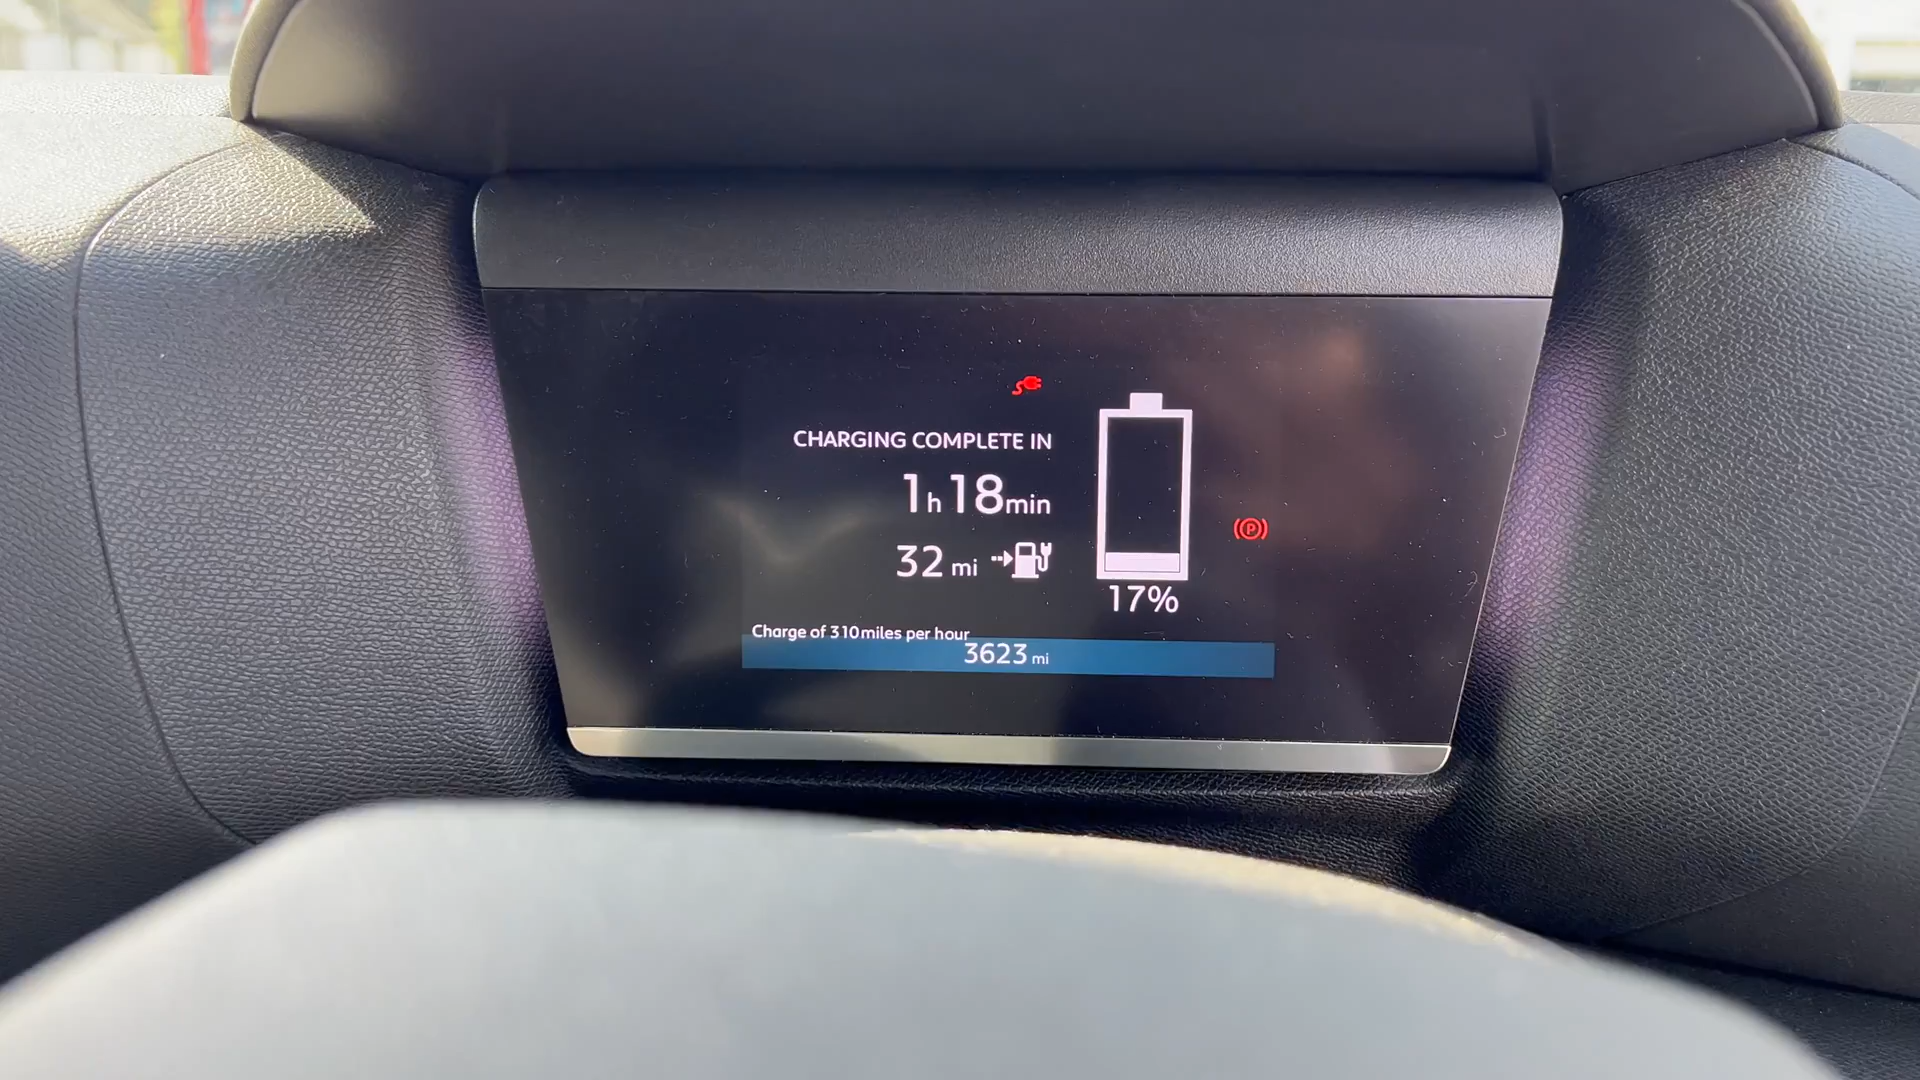 CHARGING COMPLETE IN
1h 18min
32 mi
17%
Charge of 310miles per hour
3623 mi